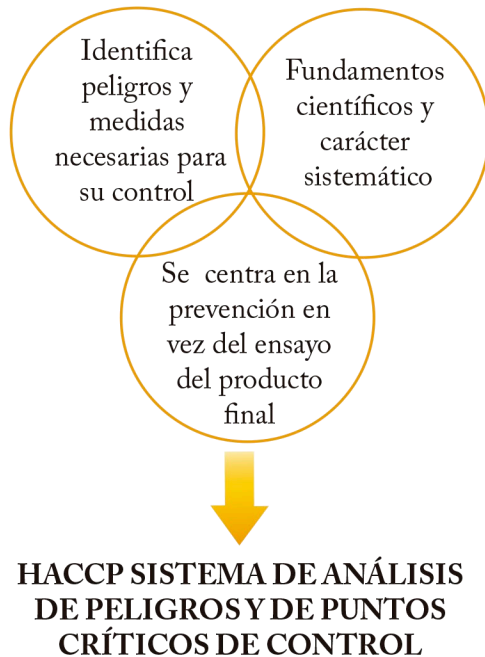 Identifica
peligros y
medidas
necesarias para
su control
Fundamentos
científicos y
carácter
sistemático
Se centra en la
prevención en
vez del ensayo
del producto
final
HACCP SISTEMA DE ANÁLISIS
DE PELIGROS Y DE PUNTOS
CRÍTICOS DE CONTROL